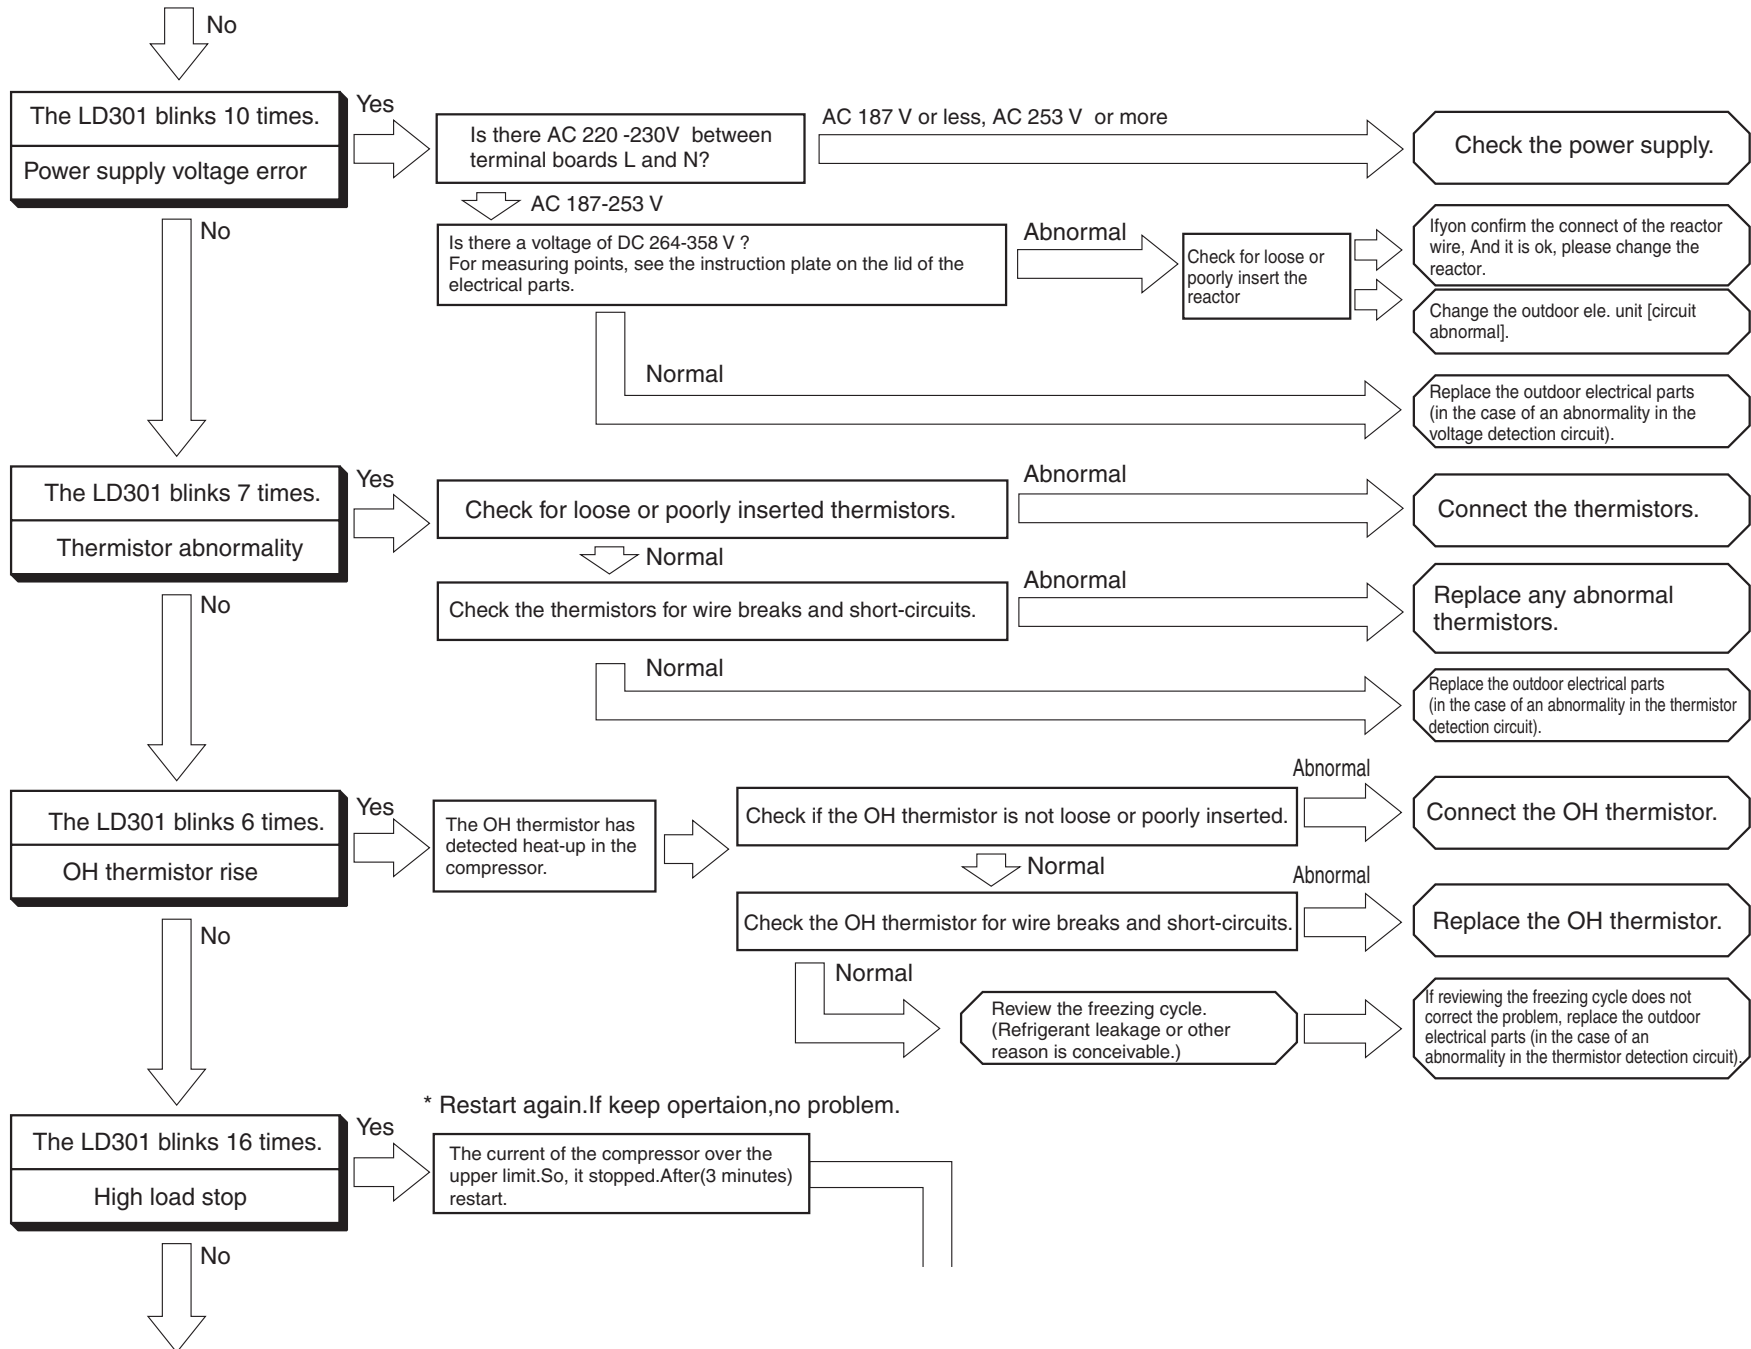 No
The LD301 blinks 10 times.
Power supply voltage error
Yes
Is there AC 220 -230V between
terminal boards L and N?
AC 187 V or less, AC 253 V or more
Check the power supply.
AC 187-253 V
No
Is there a voltage of DC 264-358 V ?
For measuring points, see the instruction plate on the lid of the
electrical parts.
Abnormal
Check for loose or
poorly insert the
reactor
Ifyon confirm the connect of the reactor
wire, And it is ok, please change the
reactor.
Change the outdoor ele. unit [circuit
abnormal].
Normal
Replace the outdoor electrical parts
(in the case of an abnormality in the
voltage detection circuit).
The LD301 blinks 7 times.
Thermistor abnormality
Yes
Check for loose or poorly inserted thermistors.
Abnormal
Connect the thermistors.
Normal
No
Check the thermistors for wire breaks and short-circuits.
Abnormal
Replace any abnormal
thermistors.
Normal
Replace the outdoor electrical parts
(in the case of an abnormality in the thermistor
detection circuit).
The LD301 blinks 6 times.
OH thermistor rise
Yes
The OH thermistor has
detected heat-up in the
compressor.
Check if the OH thermistor is not loose or poorly inserted.
Abnormal
Connect the OH thermistor.
Normal
No
Check the OH thermistor for wire breaks and short-circuits.
Abnormal
Replace the OH thermistor.
Normal
Review the freezing cycle.
(Refrigerant leakage or other
reason is conceivable.)
If reviewing the freezing cycle does not
correct the problem, replace the outdoor
electrical parts (in the case of an
abnormality in the thermistor detection circuit).
* Restart again.If keep opertaion,no problem.
The LD301 blinks 16 times.
High load stop
Yes
The current of the compressor over the
upper limit.So, it stopped.After(3 minutes)
restart.
No